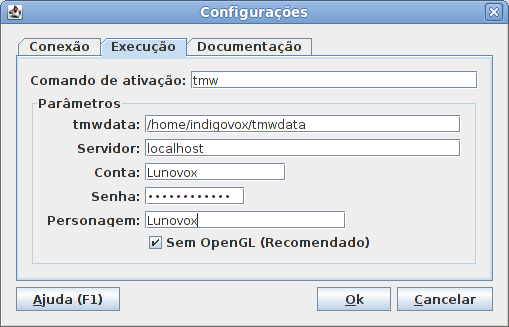 Configurações
Conexão Execução Documentação
Comando de ativação: tmw
Parâmetros
tmwdata: /home/indigovox/tmwdata
Servidor: localhost
Conta: Lunovox
Senha: ••••••••••••
Personagem: Lunovox
Sem OpenGL (Recomendado)
Ajuda (F1) Ok Cancelar